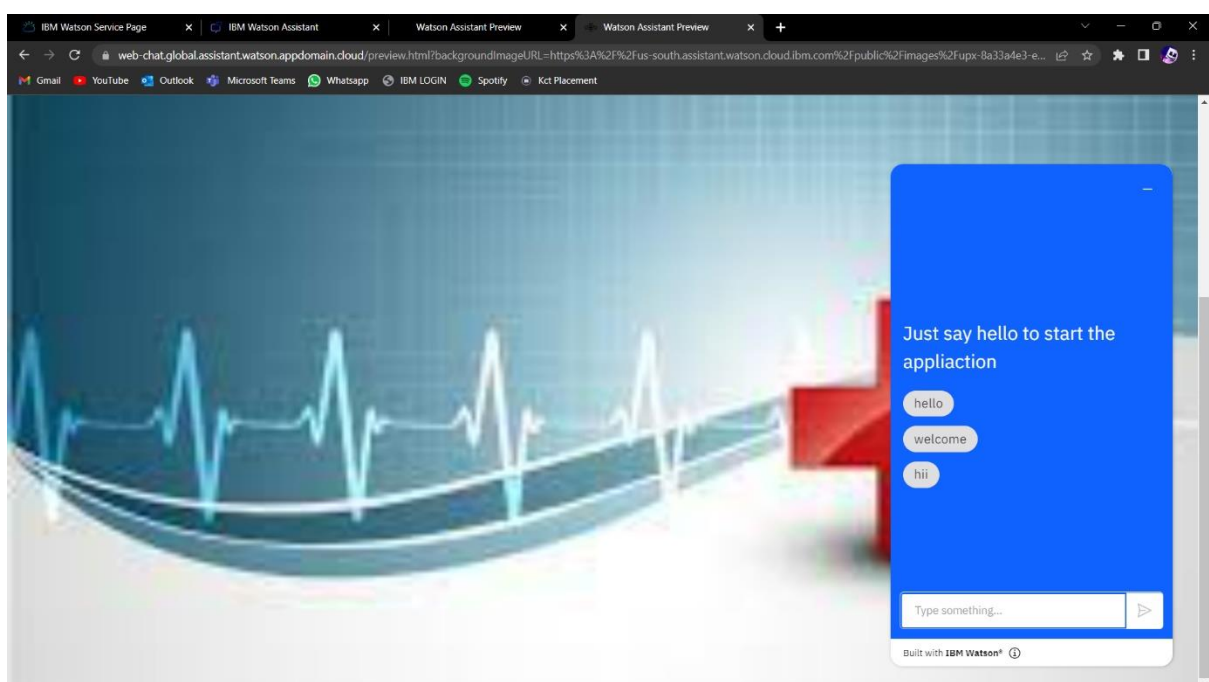 IBM Watson Service Page
IBM Watson Assistant
Watson Assistant Preview
Watson Assistant Preview
web-chat.global.assistant.watson.appdomain.cloud/preview.html?backgroundImageURL=https%3A%2F%2Fus-south.assistant.watson.cloud.ibm.com%2Fpublic%2Fimages%2Fupx-8a33a4e3-e...
Gmail
YouTube
Outlook
Microsoft Teams
Whatsapp
IBM LOGIN
Spotify
Kct Placement
Just say hello to start the
appliaction
hello
welcome
hii
Type something...
Built with IBM Watson®